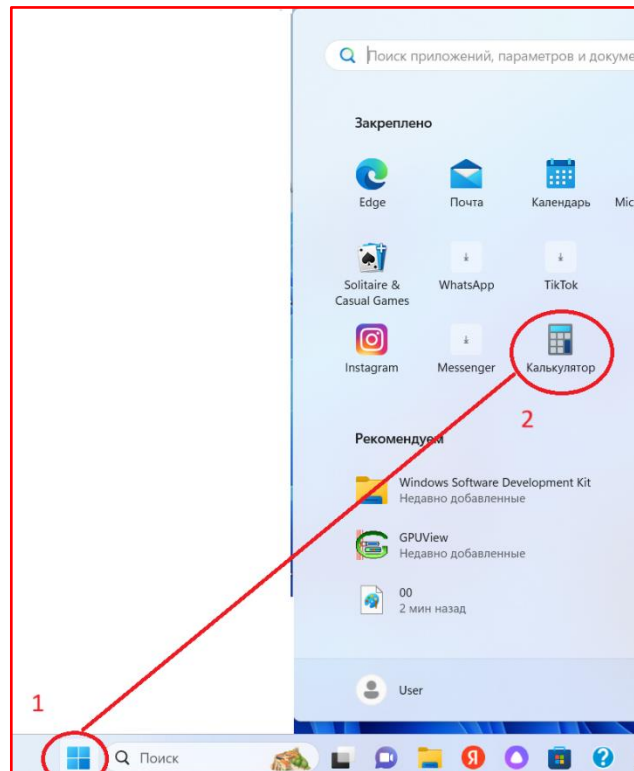 Поиск приложений, параметров и докуме
Закреплено
Edge
Почта
Календарь
Mic
Solitaire &
Casual Games
WhatsApp
TikTok
Instagram
Messenger
Калькулятор
2
Рекомендуем
Windows Software Development Kit
Недавно добавленные
GPUView
Недавно добавленные
00
2 мин назад
1
User
Поиск
Я
?